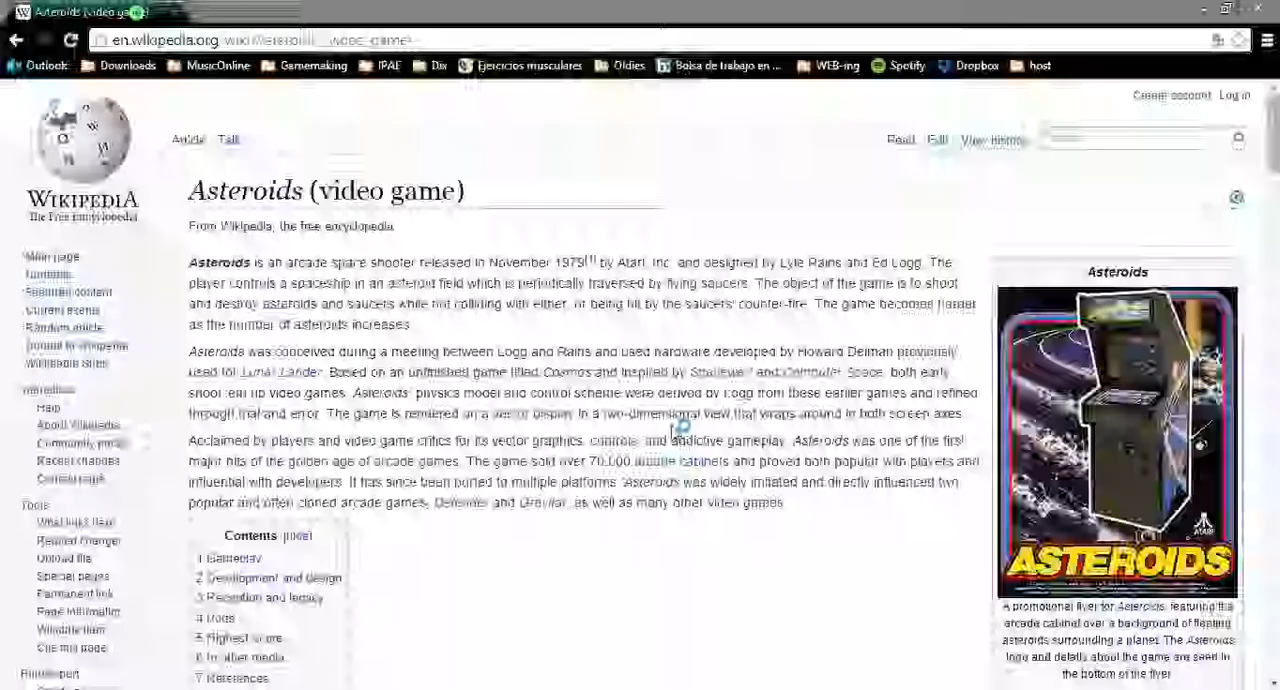 Asteroids (video game)
en.wikipedia.org
Outlook Downloads MusicOnline Gamemaking IPAE Dix Ejercicios musculares Oldies Bolsa de trabajo en ... WEB-ing Spotify Dropbox host
Create account Log in
Article Talk
Read Edit View history
WIKIPEDIA
The Free Encyclopedia
Asteroids (video game)
From Wikipedia, the free encyclopedia
Asteroids is an arcade space shooter released in November 1979[1] by Atari, Inc. and designed by Lyle Rains and Ed Logg. The
player controls a spaceship in an asteroid field which is periodically traversed by flying saucers. The object of the game is to shoot
and destroy asteroids and saucers while not colliding with either, or being hit by the saucers' counter-fire. The game becomes harder
as the number of asteroids increases.
Asteroids was conceived during a meeting between Logg and Rains and used hardware developed by Howard Delman previously
used for Lunar Lander. Based on an unfinished game titled Cosmos and inspired by Spacewar! and Computer Space, both early
shoot 'em up video games, Asteroids' physics model and control scheme were derived by Logg from these earlier games and refined
through trial and error. The game is rendered on a vector display in a two-dimensional view that wraps around in both screen axes.
Acclaimed by players and video game critics for its vector graphics, controls, and addictive gameplay, Asteroids was one of the first
major hits of the golden age of arcade games. The game sold over 70,000 arcade cabinets and proved both popular with players and
influential with developers. It has since been ported to multiple platforms. Asteroids was widely imitated and directly influenced two
popular and often cloned arcade games, Defender and Gravitar, as well as many other video games.
Main page
Contents
Featured content
Current events
Random article
Donate to Wikipedia
Interaction
Help
About Wikipedia
Community portal
Recent changes
Contact page
Tools
What links here
Related changes
Upload file
Special pages
Permanent link
Page information
Wikidata item
Cite this page
Print/export
Contents [hide]
1 Gameplay
2 Development and design
3 Reception and legacy
4 Ports
5 Highest score
6 In other media
7 References
Asteroids
ATARI
ASTEROIDS
A promotional flyer for Asteroids, featuring the
arcade cabinet over a background of floating
asteroids surrounding a planet. The Asteroids
logo and details about the game are seen in
the bottom of the flyer